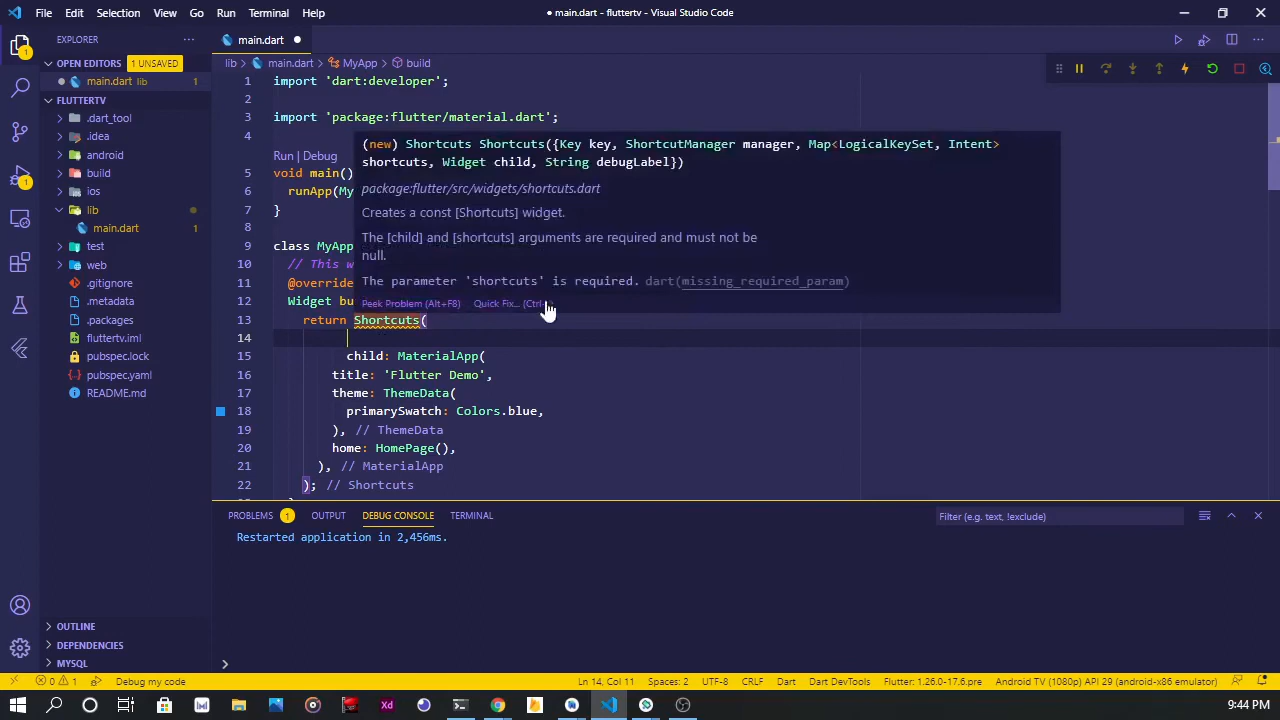 File Edit Selection View Go Run Terminal Help
● main.dart - fluttertv - Visual Studio Code
EXPLORER
OPEN EDITORS 1 UNSAVED
main.dart lib 1
FLUTTERTV
.dart_tool
.idea
android
build
ios
lib
main.dart 1
test
web
.gitignore
.metadata
.packages
fluttertv.iml
pubspec.lock
pubspec.yaml
README.md
OUTLINE
DEPENDENCIES
MYSQL
main.dart
lib > main.dart > MyApp > build
1 import 'dart:developer';
2
3 import 'package:flutter/material.dart';
4
Run | Debug
5 void main()
6 runApp(My
7 }
8
9 class MyApp
10 // This w
11 @override
12 Widget bu
13 return Shortcuts(
14
15 child: MaterialApp(
16 title: 'Flutter Demo',
17 theme: ThemeData(
18 primarySwatch: Colors.blue,
19 ), // ThemeData
20 home: HomePage(),
21 ), // MaterialApp
22 ); // Shortcuts
(new) Shortcuts Shortcuts({Key key, ShortcutManager manager, Map<LogicalKeySet, Intent>
shortcuts, Widget child, String debugLabel})
package:flutter/src/widgets/shortcuts.dart
Creates a const [Shortcuts] widget.
The [child] and [shortcuts] arguments are required and must not be
null.
The parameter 'shortcuts' is required. dart(missing_required_param)
Peek Problem (Alt+F8) Quick Fix... (Ctrl
PROBLEMS 1 OUTPUT DEBUG CONSOLE TERMINAL
Filter (e.g. text, !exclude)
Restarted application in 2,456ms.
>
0 1 Debug my code
Ln 14, Col 11 Spaces: 2 UTF-8 CRLF Dart Dart DevTools Flutter: 1.26.0-17.6.pre Android TV (1080p) API 29 (android-x86 emulator)
9:44 PM